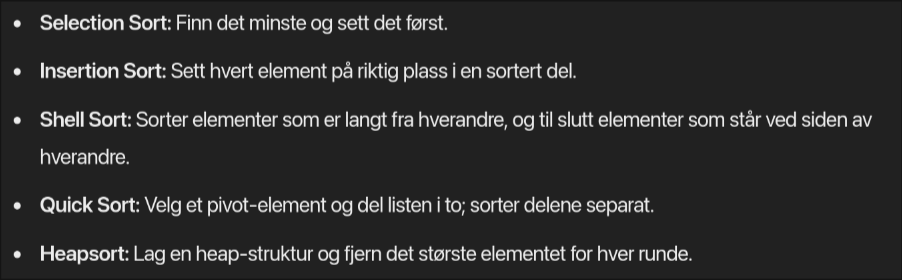 • Selection Sort: Finn det minste og sett det først.
• Insertion Sort: Sett hvert element på riktig plass i en sortert del.
• Shell Sort: Sorter elementer som er langt fra hverandre, og til slutt elementer som står ved siden av
hverandre.
• Quick Sort: Velg et pivot-element og del listen i to; sorter delene separat.
• Heapsort: Lag en heap-struktur og fjern det største elementet for hver runde.